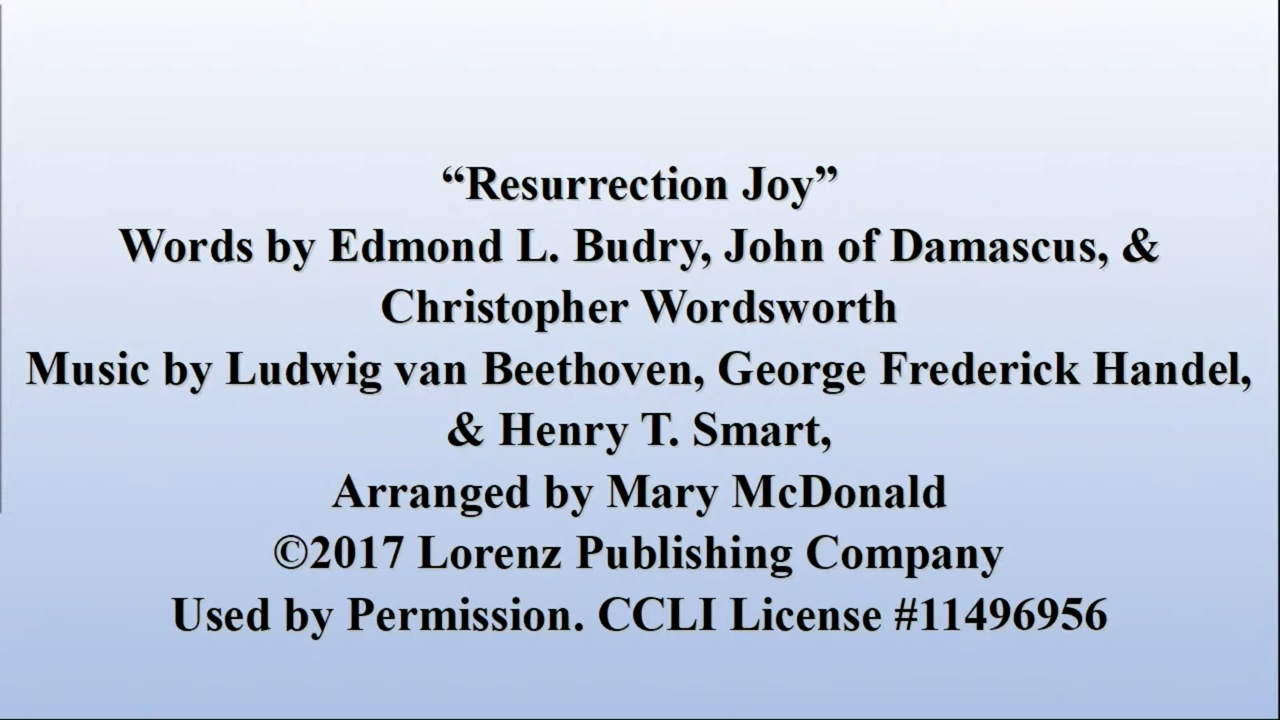 “Resurrection Joy”
Words by Edmond L. Budry, John of Damascus, &
Christopher Wordsworth
Music by Ludwig van Beethoven, George Frederick Handel,
& Henry T. Smart,
Arranged by Mary McDonald
©2017 Lorenz Publishing Company
Used by Permission. CCLI License #11496956